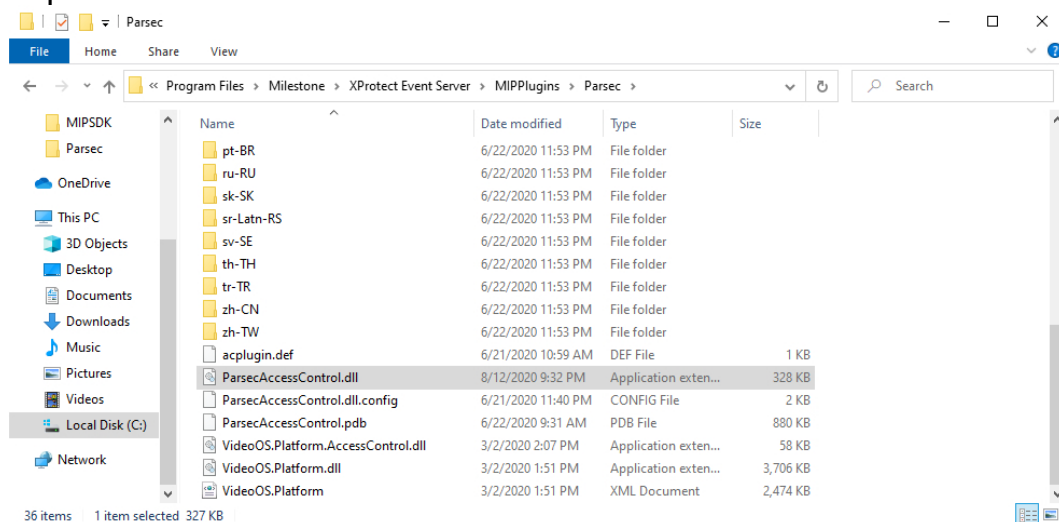 Parsec
File Home Share View
« Program Files > Milestone > XProtect Event Server > MIPPlugins > Parsec > Search
MIPSDK
Parsec
OneDrive
This PC
3D Objects
Desktop
Documents
Downloads
Music
Pictures
Videos
Local Disk (C:)
Network
Name Date modified Type Size
pt-BR 6/22/2020 11:53 PM File folder
ru-RU 6/22/2020 11:53 PM File folder
sk-SK 6/22/2020 11:53 PM File folder
sr-Latn-RS 6/22/2020 11:53 PM File folder
sv-SE 6/22/2020 11:53 PM File folder
th-TH 6/22/2020 11:53 PM File folder
tr-TR 6/22/2020 11:53 PM File folder
zh-CN 6/22/2020 11:53 PM File folder
zh-TW 6/22/2020 11:53 PM File folder
acplugin.def 6/21/2020 10:59 AM DEF File 1 KB
ParsecAccessControl.dll 8/12/2020 9:32 PM Application exten... 328 KB
ParsecAccessControl.dll.config 6/21/2020 11:40 PM CONFIG File 2 KB
ParsecAccessControl.pdb 6/22/2020 9:31 AM PDB File 880 KB
VideoOS.Platform.AccessControl.dll 3/2/2020 2:07 PM Application exten... 58 KB
VideoOS.Platform.dll 3/2/2020 1:51 PM Application exten... 3,706 KB
VideoOS.Platform 3/2/2020 1:51 PM XML Document 2,474 KB
36 items 1 item selected 327 KB